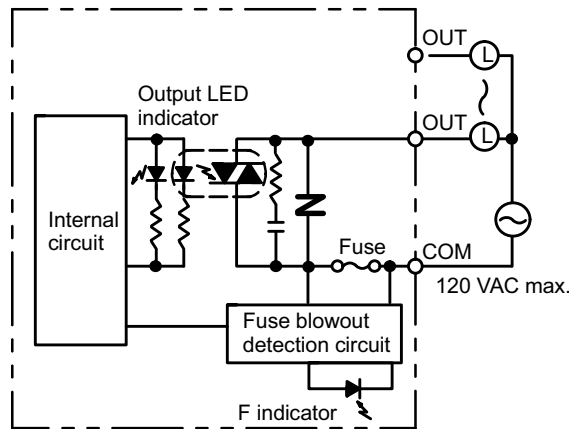 OUT
L
Output LED
indicator
OUT
L
Internal
circuit
Fuse
COM
120 VAC max.
Fuse blowout
detection circuit
F indicator